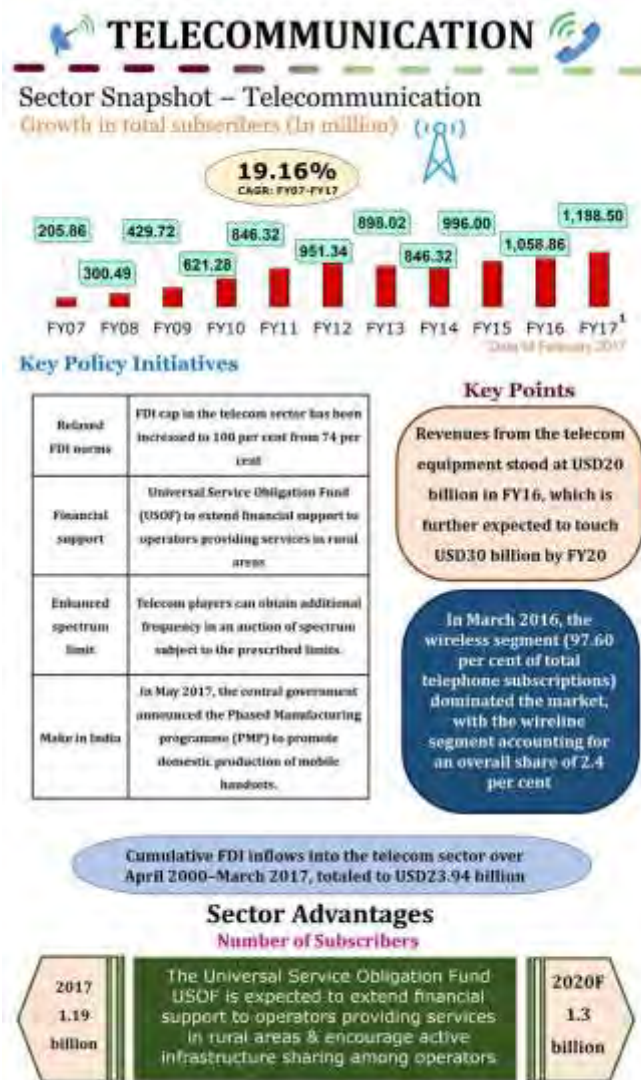 TELECOMMUNICATION
Sector Snapshot – Telecommunication
Growth in total subscribers (In million)
19.16%
CAGR: FY07-FY17
205.86
300.49
429.72
621.28
846.32
951.34
898.02
846.32
996.00
1,058.86
1,188.50
FY07 FY08 FY09 FY10 FY11 FY12 FY13 FY14 FY15 FY16 FY17¹
February 2017
Key Policy Initiatives
Relaxed
FDI norms
FDI cap in the telecom sector has been
increased to 100 per cent from 74 per
cent
Financial
support
Universal Service Obligation Fund
(USOF) to extend financial support to
operators providing services in rural
areas
Enhanced
spectrum
limit
Telecom players can obtain additional
frequency in an auction of spectrum
subject to the prescribed limits.
Make in India
In May 2017, the central government
announced the Phased Manufacturing
programme (PMP) to promote
domestic production of mobile
handsets.
Key Points
Revenues from the telecom
equipment stood at USD20
billion in FY16, which is
further expected to touch
USD30 billion by FY20
In March 2016, the
wireless segment (97.60
per cent of total
telephone subscriptions)
dominated the market,
with the wireline
segment accounting for
an overall share of 2.4
per cent
Cumulative FDI inflows into the telecom sector over
April 2000–March 2017, totaled to USD23.94 billion
Sector Advantages
Number of Subscribers
2017
1.19
billion
The Universal Service Obligation Fund
USOF is expected to extend financial
support to operators providing services
in rural areas & encourage active
infrastructure sharing among operators
2020F
1.3
billion